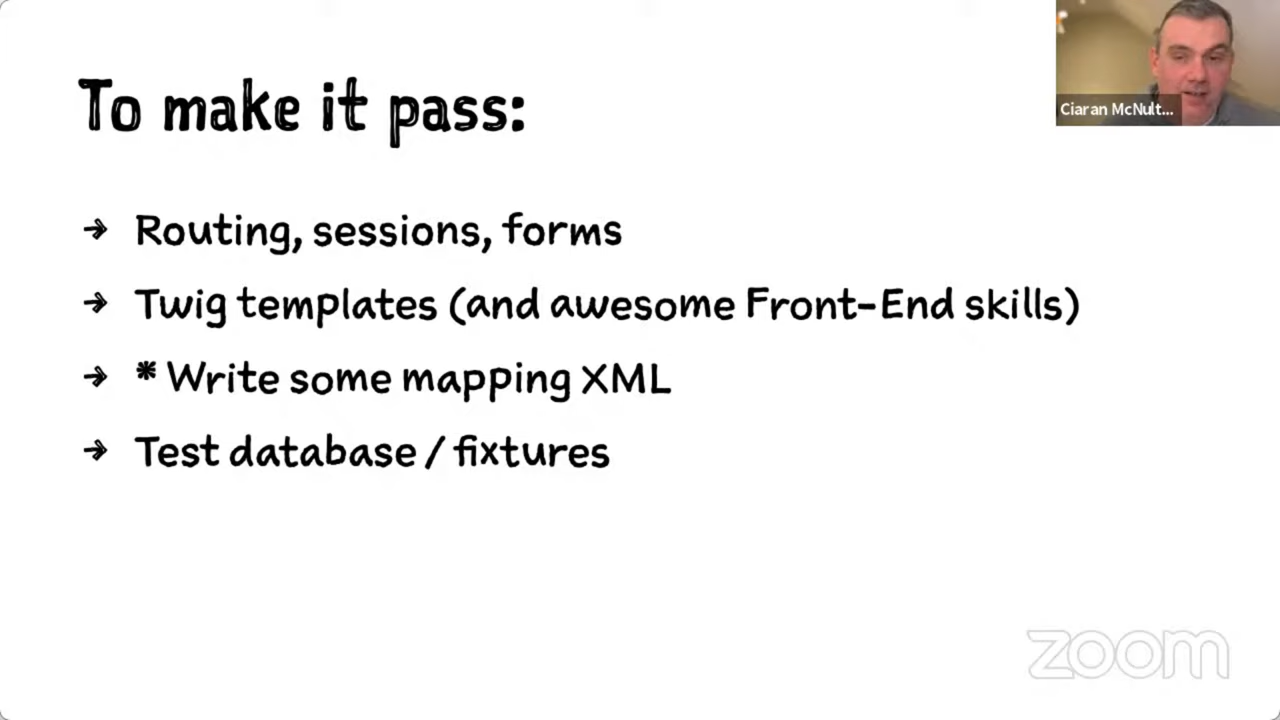 To make it pass:
Ciaran McNult...
→ Routing, sessions, forms
→ Twig templates (and awesome Front-End skills)
→ * Write some mapping XML
→ Test database / fixtures
zoom